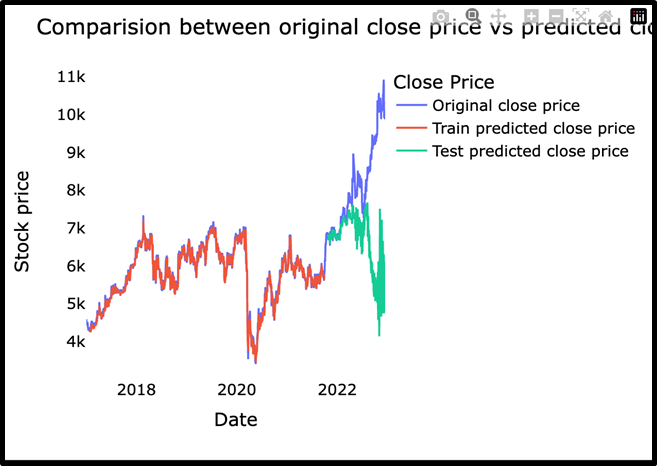 Comparision between original close price vs predicted clo
11k
10k
9k
8k
7k
6k
5k
4k
Stock price
2018
2020
2022
Date
Close Price
Original close price
Train predicted close price
Test predicted close price